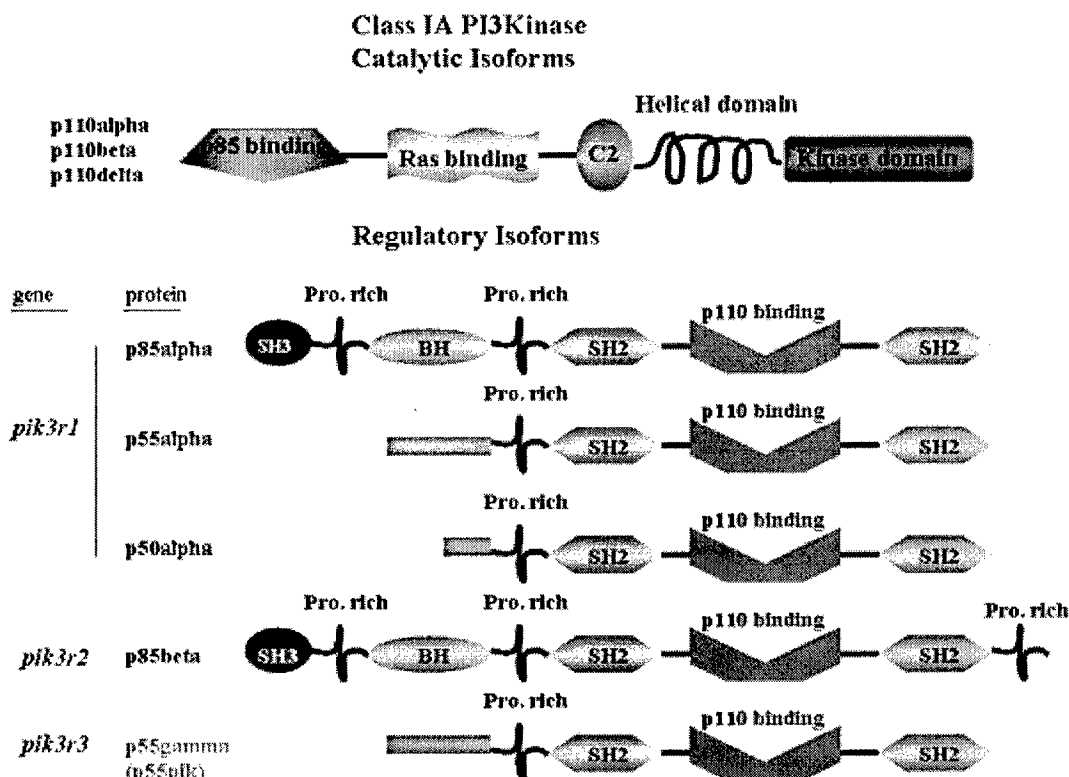 Class IA PI3Kinase
Catalytic Isoforms
Helical domain
p110alpha
p110beta
p110delta
p85 binding
Ras binding
C2
Kinase domain
Regulatory Isoforms
gene
protein
Pro. rich
Pro. rich
p110 binding
p85alpha
SH3
BH
SH2
SH2
pik3r1
Pro. rich
p110 binding
p55alpha
SH2
SH2
Pro. rich
p110 binding
p50alpha
SH2
SH2
Pro. rich
Pro. rich
p110 binding
Pro. rich
pik3r2
p85beta
SH3
BH
SH2
SH2
Pro. rich
p110 binding
pik3r3
p55gamma
(p55pik)
SH2
SH2